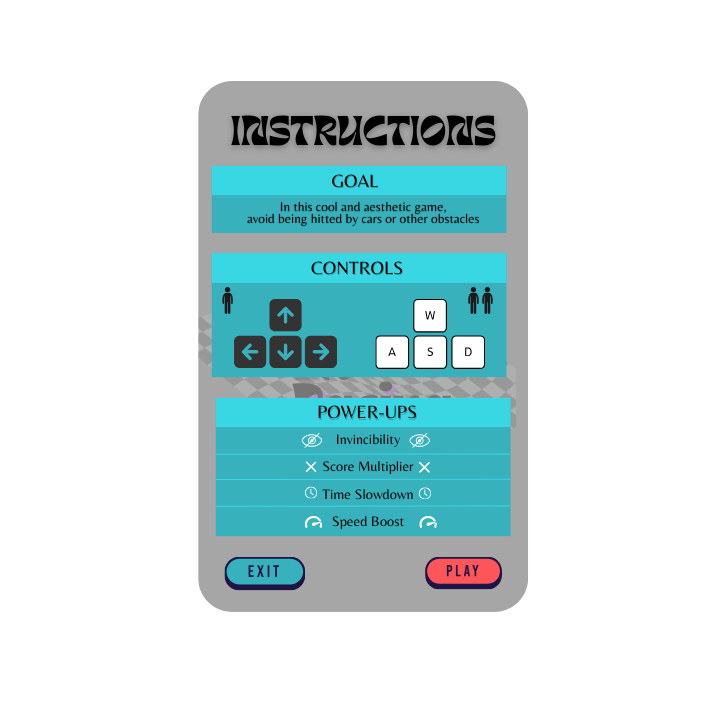 INSTRUCTIONS
GOAL
In this cool and aesthetic game,
avoid being hitted by cars or other obstacles
CONTROLS
W
A S D
POWER-UPS
Invincibility
Score Multiplier
Time Slowdown
Speed Boost
EXIT PLAY